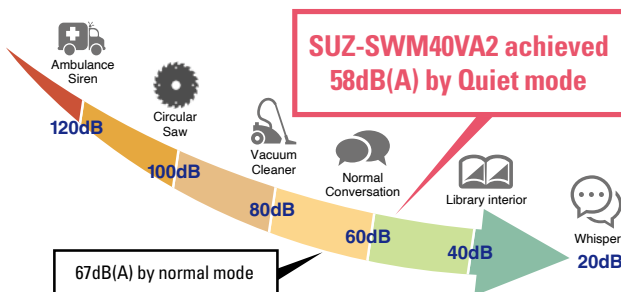 SUZ-SWM40VA2 achieved
58dB(A) by Quiet mode
Ambulance
Siren
120dB
Circular
Saw
100dB
Vacuum
Cleaner
80dB
Normal
Conversation
60dB
Library interior
40dB
Whisper
20dB
67dB(A) by normal mode